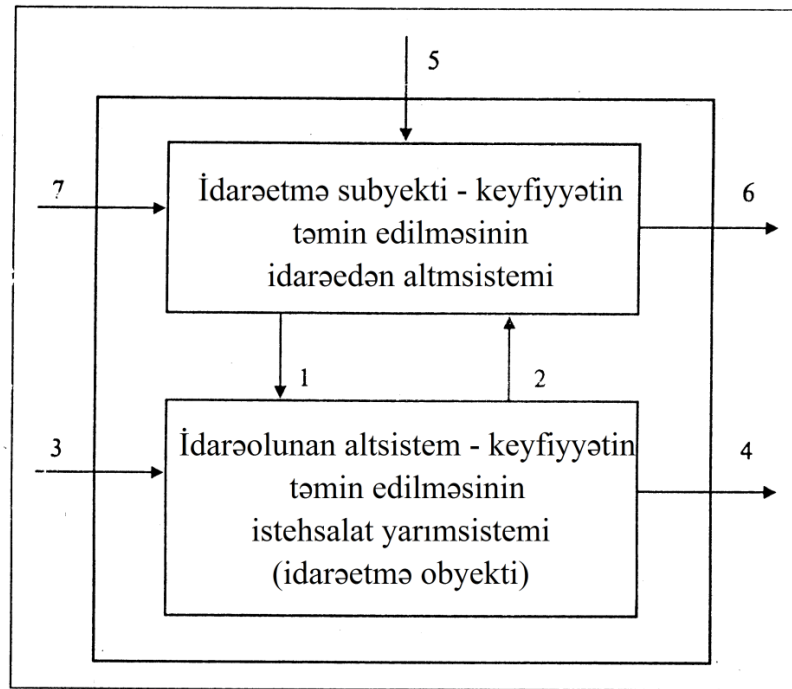 5
7
İdarəetmə subyekti - keyfiyyətin
təmin edilməsinin
idarəedən altmsistemi
6
1
2
3
İdarəolunan altsistem - keyfiyyətin
təmin edilməsinin
istehsalat yarımsistemi
(idarəetmə obyekti)
4